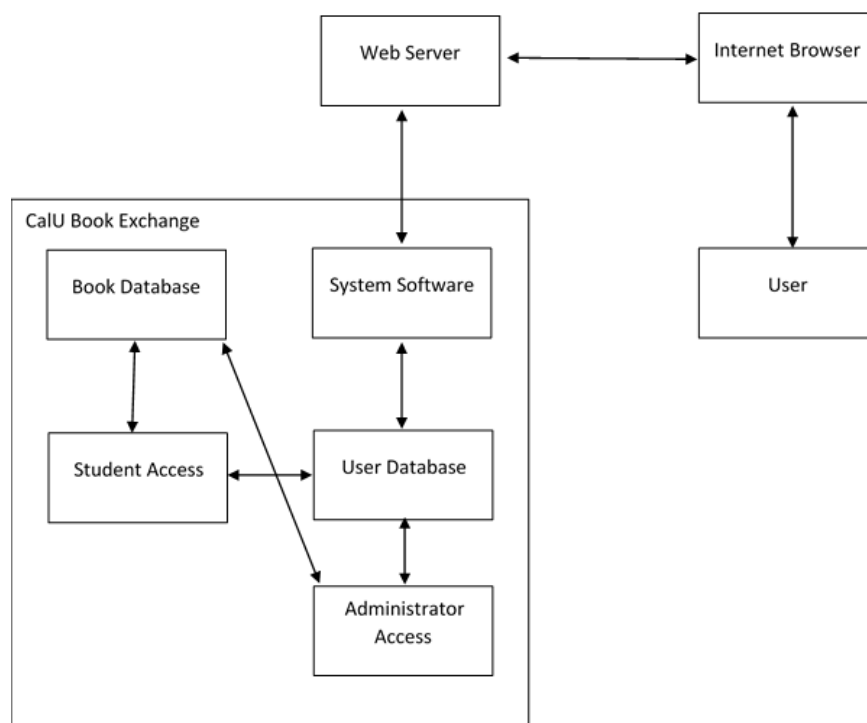 Web Server
Internet Browser
CalU Book Exchange
Book Database
System Software
User
Student Access
User Database
Administrator
Access